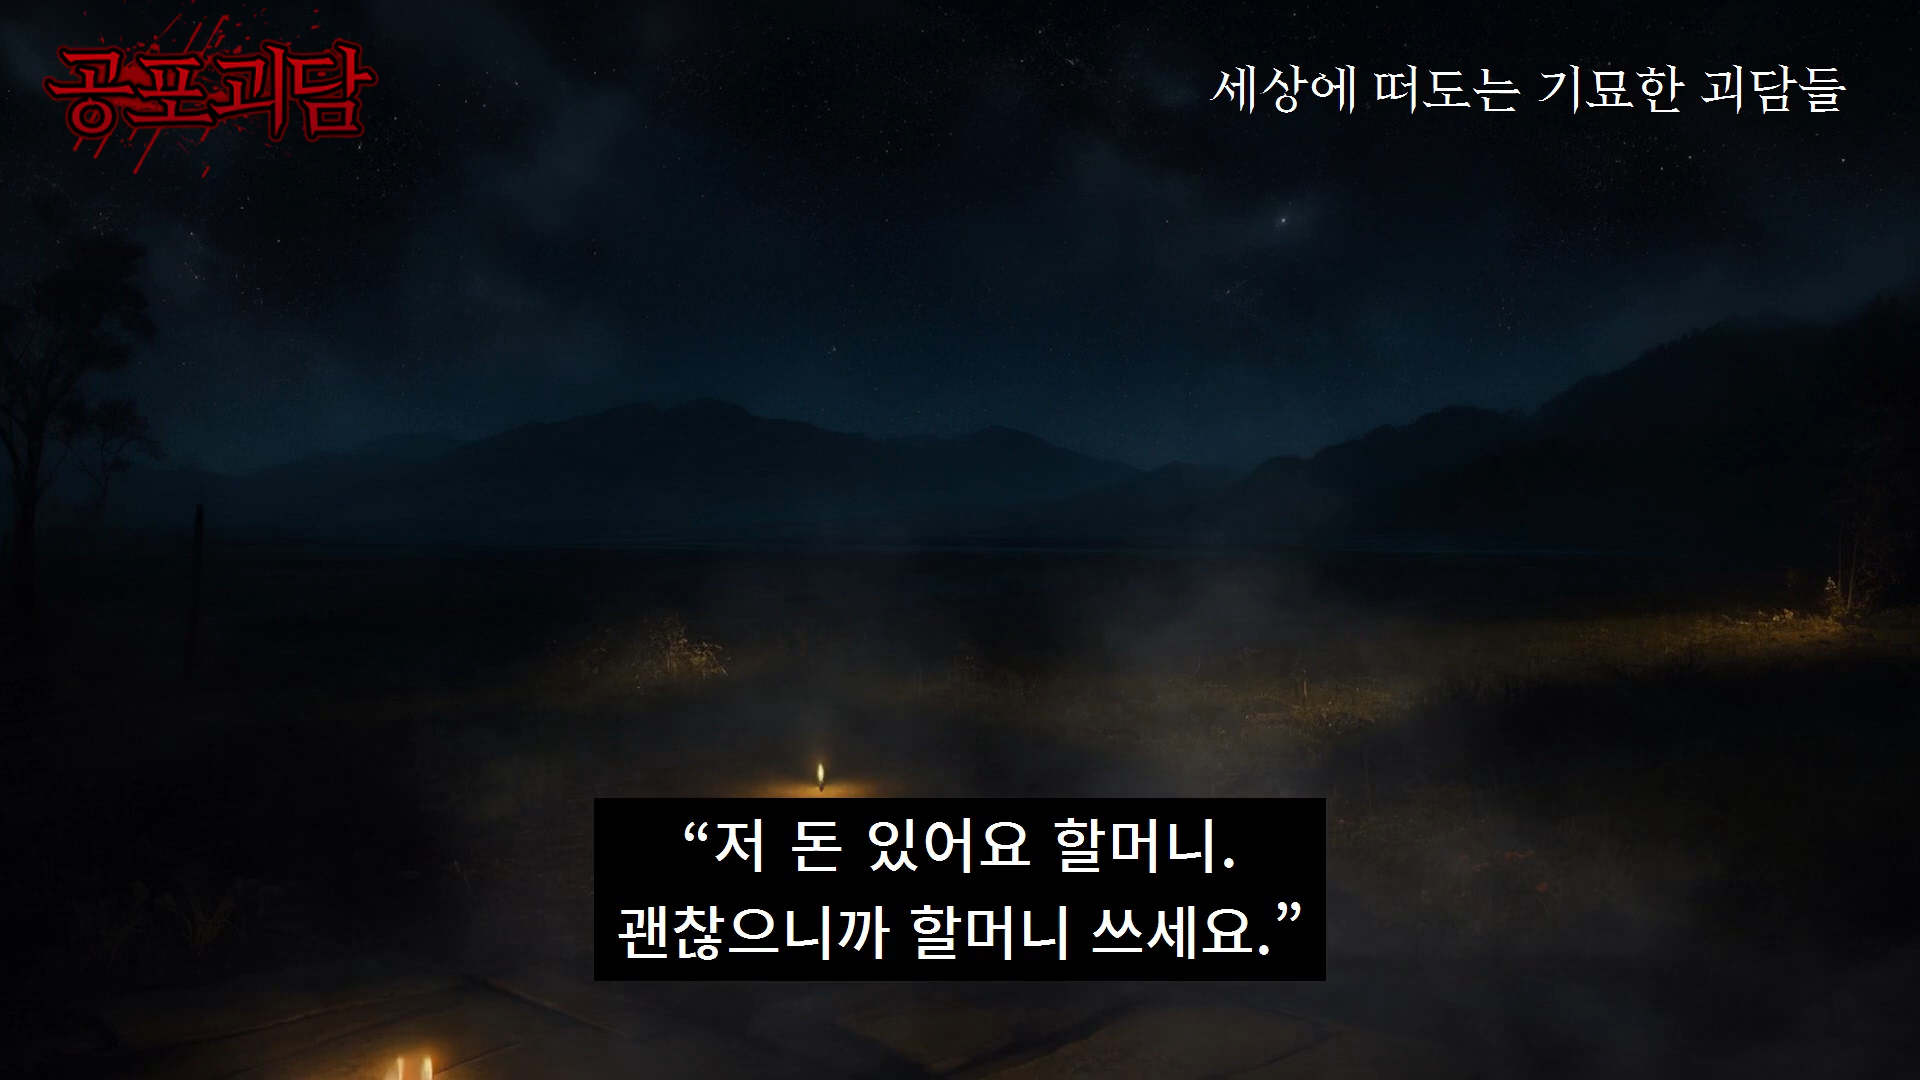 공포괴담
세상에 떠도는 기묘한 괴담들
“저 돈 있어요 할머니.
괜찮으니까 할머니 쓰세요.”